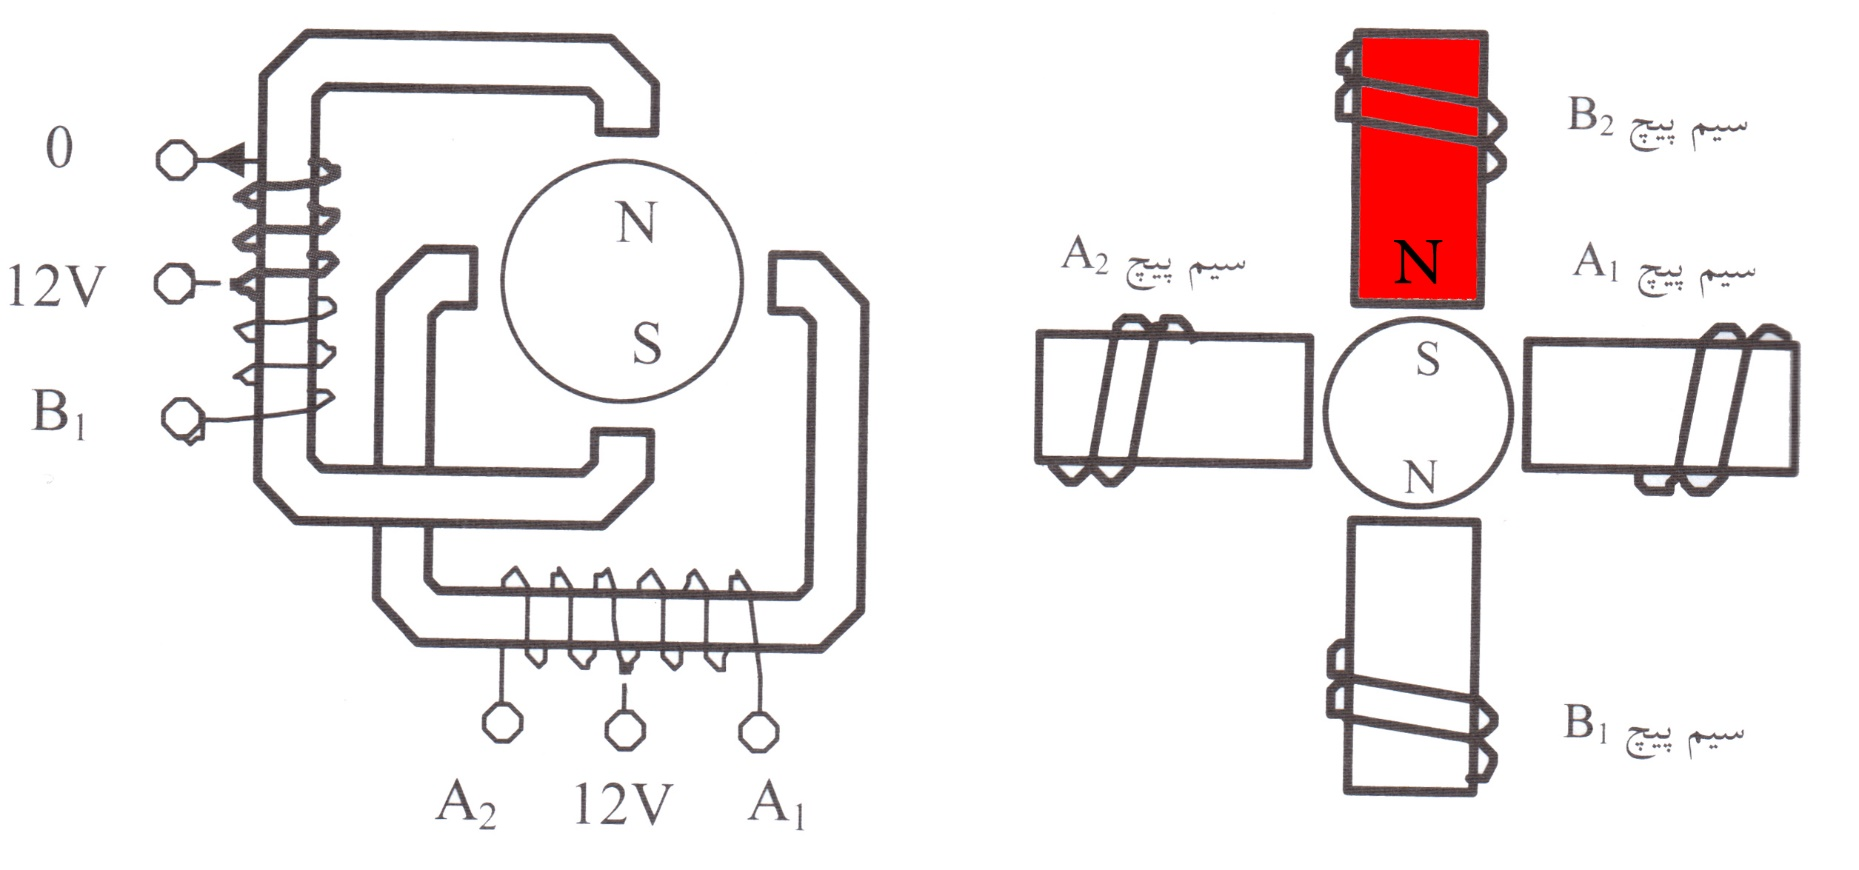 0
12V
B₁
N
S
A₂
12V
A₁
N
سیم پیچ B₂
سیم پیچ A₂
سیم پیچ A₁
S
N
سیم پیچ B₁